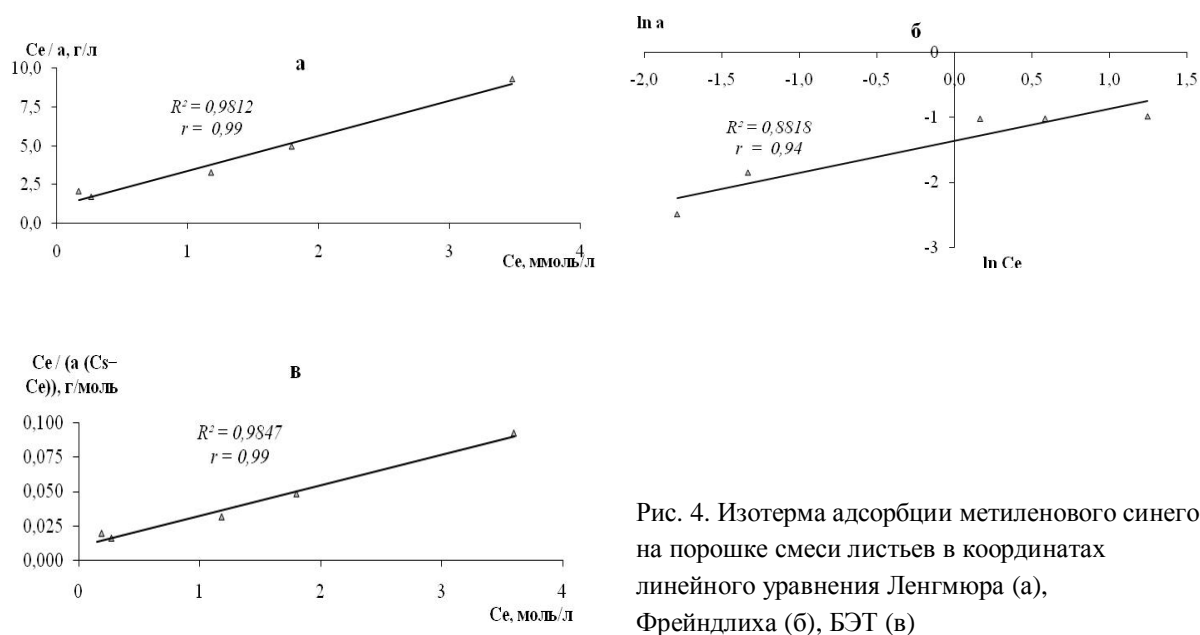 Ce / a, г/л
а
10,0
7,5
5,0
2,5
0,0
R² = 0,9812
r = 0,99
0
1
2
3
4
Ce, ммоль/л
ln a
б
0
-2,0
-1,5
-1,0
-0,5
0,0
0,5
1,0
1,5
R² = 0,8818
r = 0,94
-1
-2
-3
ln Ce
Ce / (a (Cs–
Ce)), г/моль
в
0,100
0,075
0,050
0,025
0,000
R² = 0,9847
r = 0,99
0
1
2
3
4
Ce, моль/л
Рис. 4. Изотерма адсорбции метиленового синего
на порошке смеси листьев в координатах
линейного уравнения Ленгмюра (а),
Фрейндлиха (б), БЭТ (в)